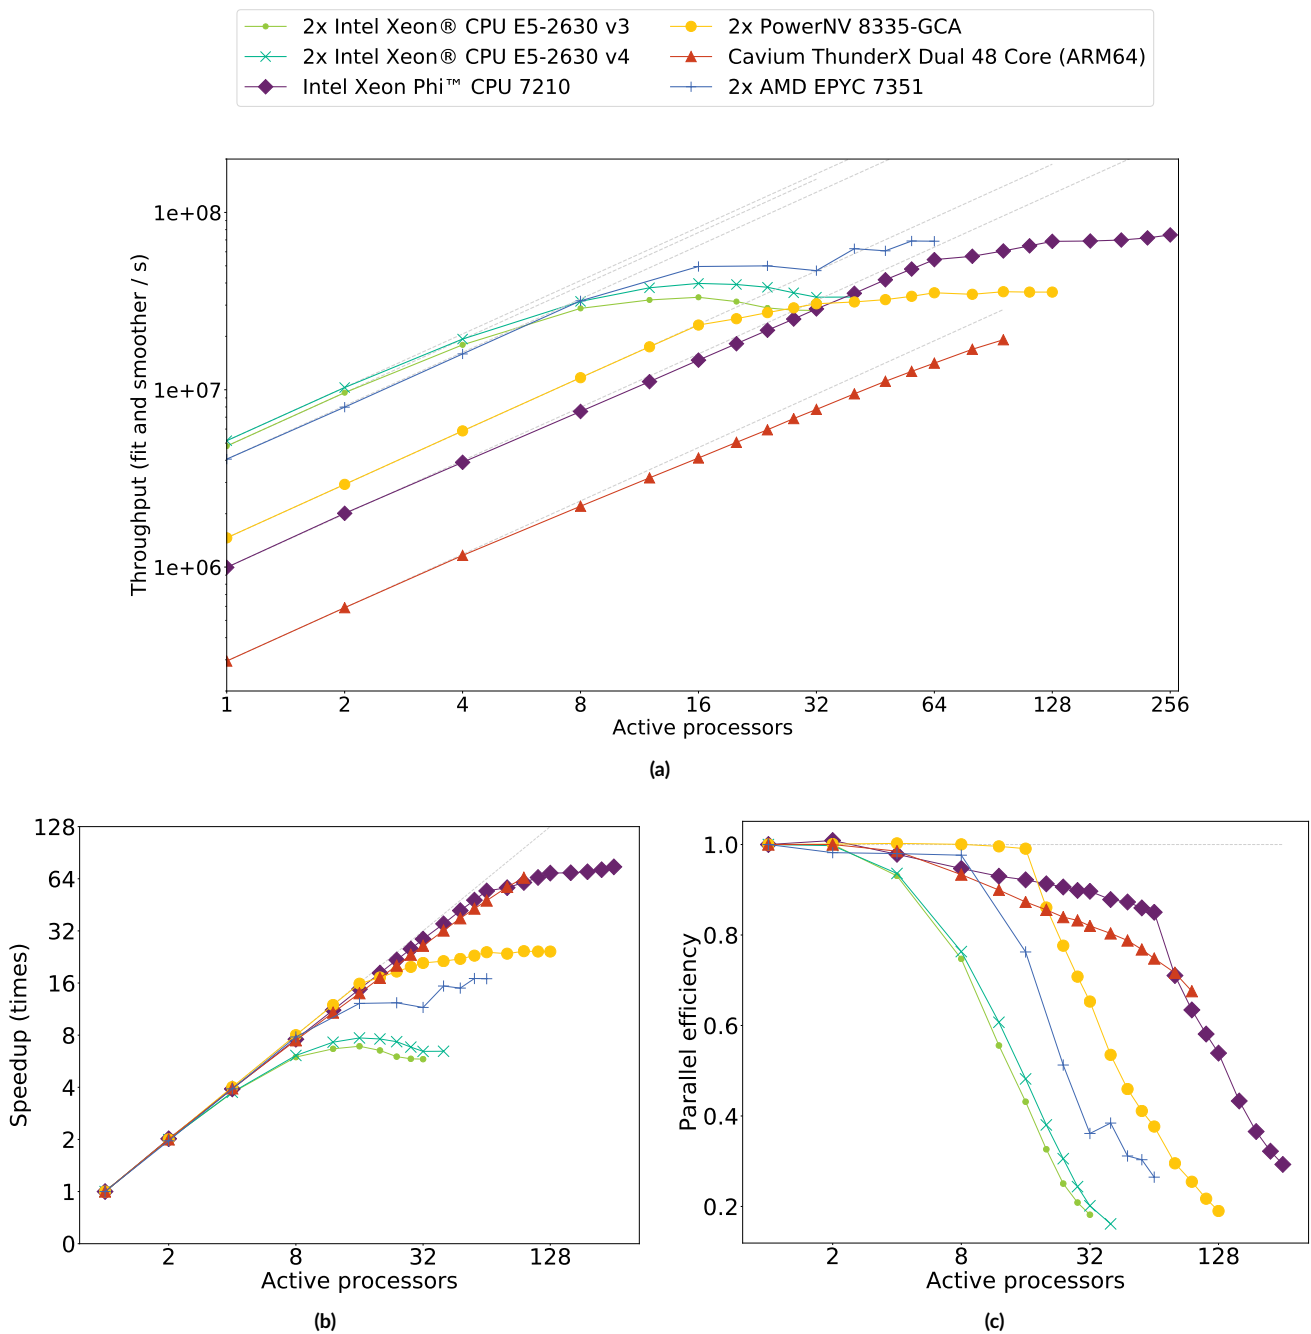 2x Intel Xeon® CPU E5-2630 v3
2x Intel Xeon® CPU E5-2630 v4
Intel Xeon Phi™ CPU 7210
2x PowerNV 8335-GCA
Cavium ThunderX Dual 48 Core (ARM64)
2x AMD EPYC 7351
Throughput (fit and smoother / s)
1e+08
1e+07
1e+06
1 2 4 8 16 32 64 128 256
Active processors
(a)
Speedup (times)
128
64
32
16
8
4
2
1
0
2 8 32 128
Active processors
(b)
Parallel efficiency
1.0
0.8
0.6
0.4
0.2
2 8 32 128
Active processors
(c)